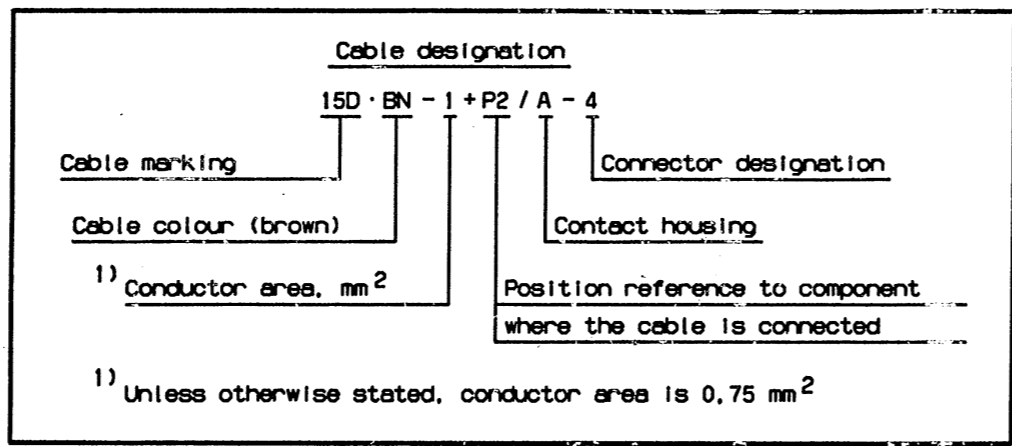 Cable designation
15D · BN - 1 + P2 / A - 4
Cable marking
Connector designation
Cable colour (brown)
Contact housing
1) Conductor area, mm2
Position reference to component
where the cable is connected
1) Unless otherwise stated, conductor area is 0,75 mm2